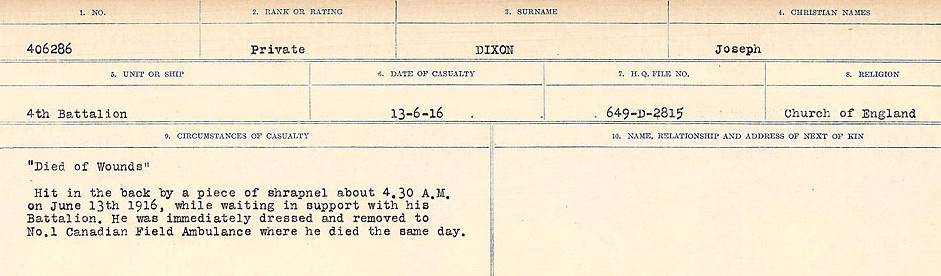 1. NO. 2. RANK OR RATING 3. SURNAME 4. CHRISTIAN NAMES
406286 Private DIXON Joseph
5. UNIT OR SHIP 6. DATE OF CASUALTY 7. H.Q. FILE NO. 8. RELIGION
4th Battalion 13-6-16 649-D-2815 Church of England
9. CIRCUMSTANCES OF CASUALTY 10. NAME, RELATIONSHIP AND ADDRESS OF NEXT OF KIN
"Died of Wounds"
Hit in the back by a piece of shrapnel about 4.30 A.M.
on June 13th 1916, while waiting in support with his
Battalion. He was immediately dressed and removed to
No.1 Canadian Field Ambulance where he died the same day.